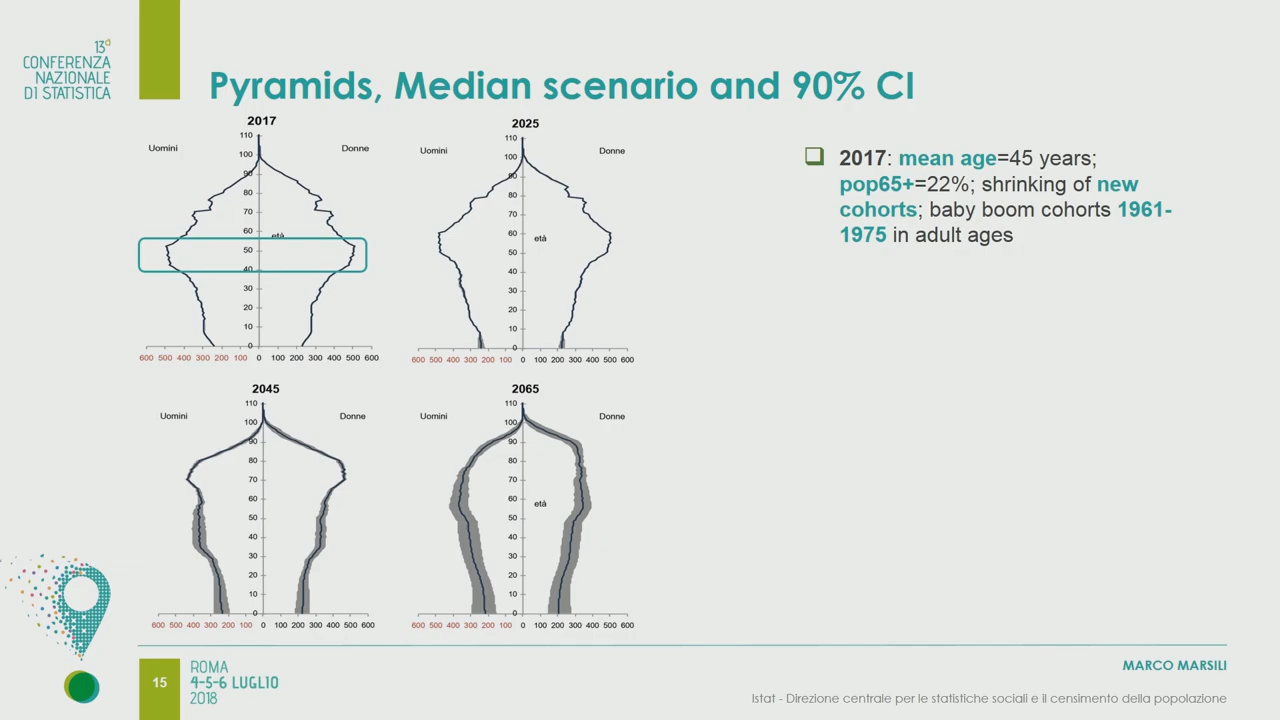 13ª
CONFERENZA
NAZIONALE
DI STATISTICA
Pyramids, Median scenario and 90% CI
2017
Uomini
Donne
età
110
100
90
80
70
60
50
40
30
20
10
0
600 500 400 300 200 100 0 100 200 300 400 500 600
2025
Uomini
Donne
età
110
100
90
80
70
60
50
40
30
20
10
0
600 500 400 300 200 100 0 100 200 300 400 500 600
2045
Uomini
Donne
110
100
90
80
70
60
50
40
30
20
10
0
600 500 400 300 200 100 0 100 200 300 400 500 600
2065
Uomini
Donne
età
110
100
90
80
70
60
50
40
30
20
10
0
600 500 400 300 200 100 0 100 200 300 400 500 600
2017: mean age=45 years;
pop65+=22%; shrinking of new
cohorts; baby boom cohorts 1961-
1975 in adult ages
15
ROMA
4-5-6 LUGLIO
2018
MARCO MARSILI
Istat - Direzione centrale per le statistiche sociali e il censimento della popolazione